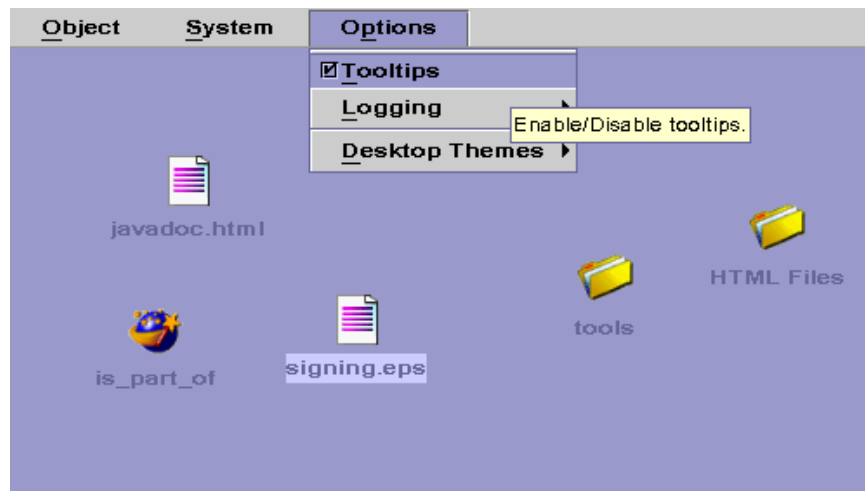 Object System Options
Tooltips
Logging
Enable/Disable tooltips.
Desktop Themes
javadoc.html
HTML Files
tools
is_part_of
signing.eps